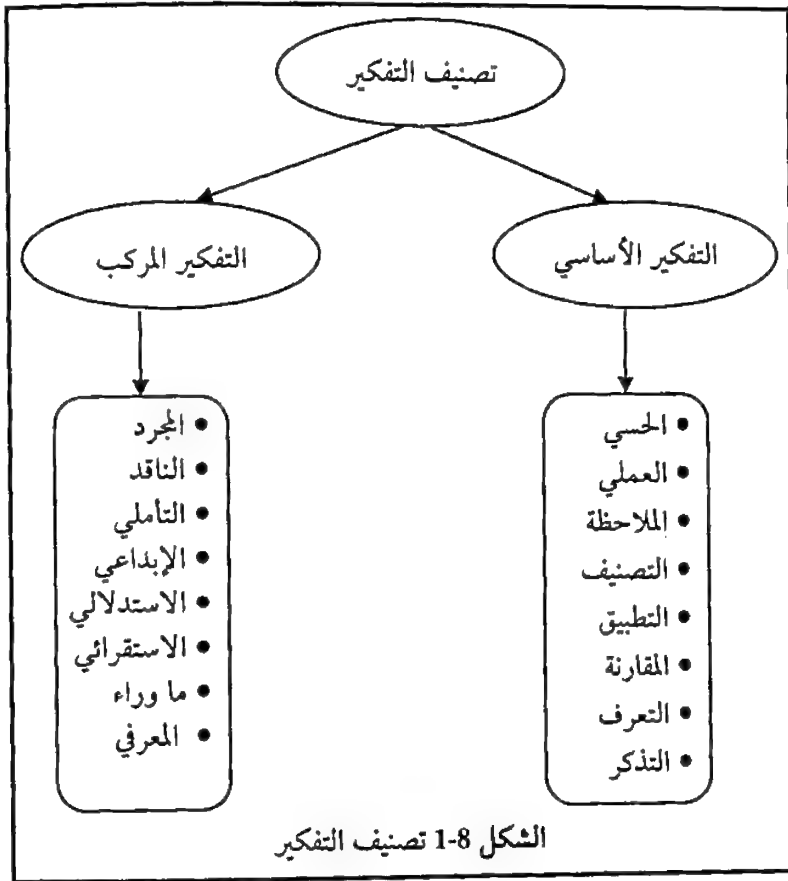 تصنيف التفكير
التفكير الأساسي
التفكير المركب
• الحسي
• العملي
• الملاحظة
• التصنيف
• التطبيق
• المقارنة
• التعرف
• التذكر
• المجرد
• الناقد
• التأملي
• الإبداعي
• الاستدلالي
• الاستقرائي
• ما وراء
• المعرفي
الشكل 8-1 تصنيف التفكير